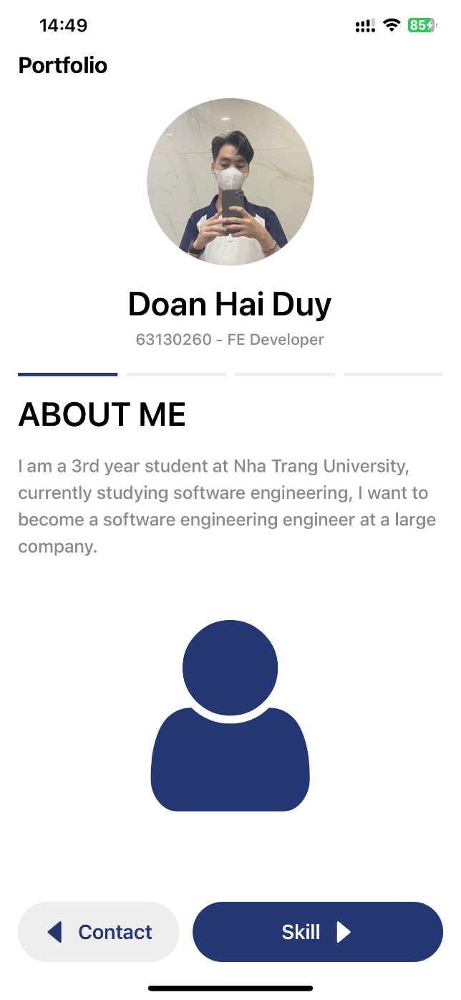 14:49
85
Portfolio
Doan Hai Duy
63130260 - FE Developer
ABOUT ME
I am a 3rd year student at Nha Trang University,
currently studying software engineering, I want to
become a software engineering engineer at a large
company.
Contact
Skill